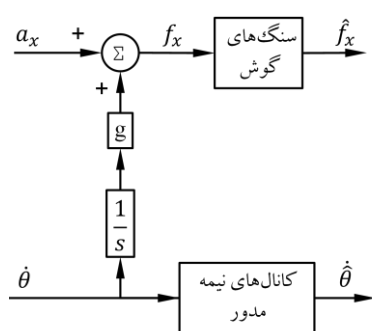 a_x + f_x سنگ‌های f̂_x
Σ گوش
+
g
1/s
θ̇ کانال‌های نیمه θ̇̂
مدور